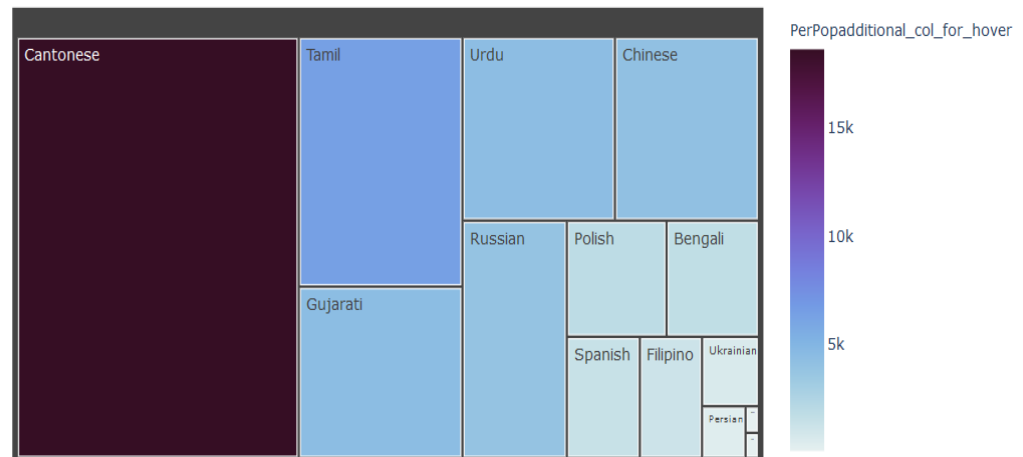 PerPopadditional_col_for_hover
Cantonese
Tamil
Urdu
Chinese
15k
10k
Russian
Polish
Bengali
Gujarati
5k
Spanish
Filipino
Ukrainian
Persian